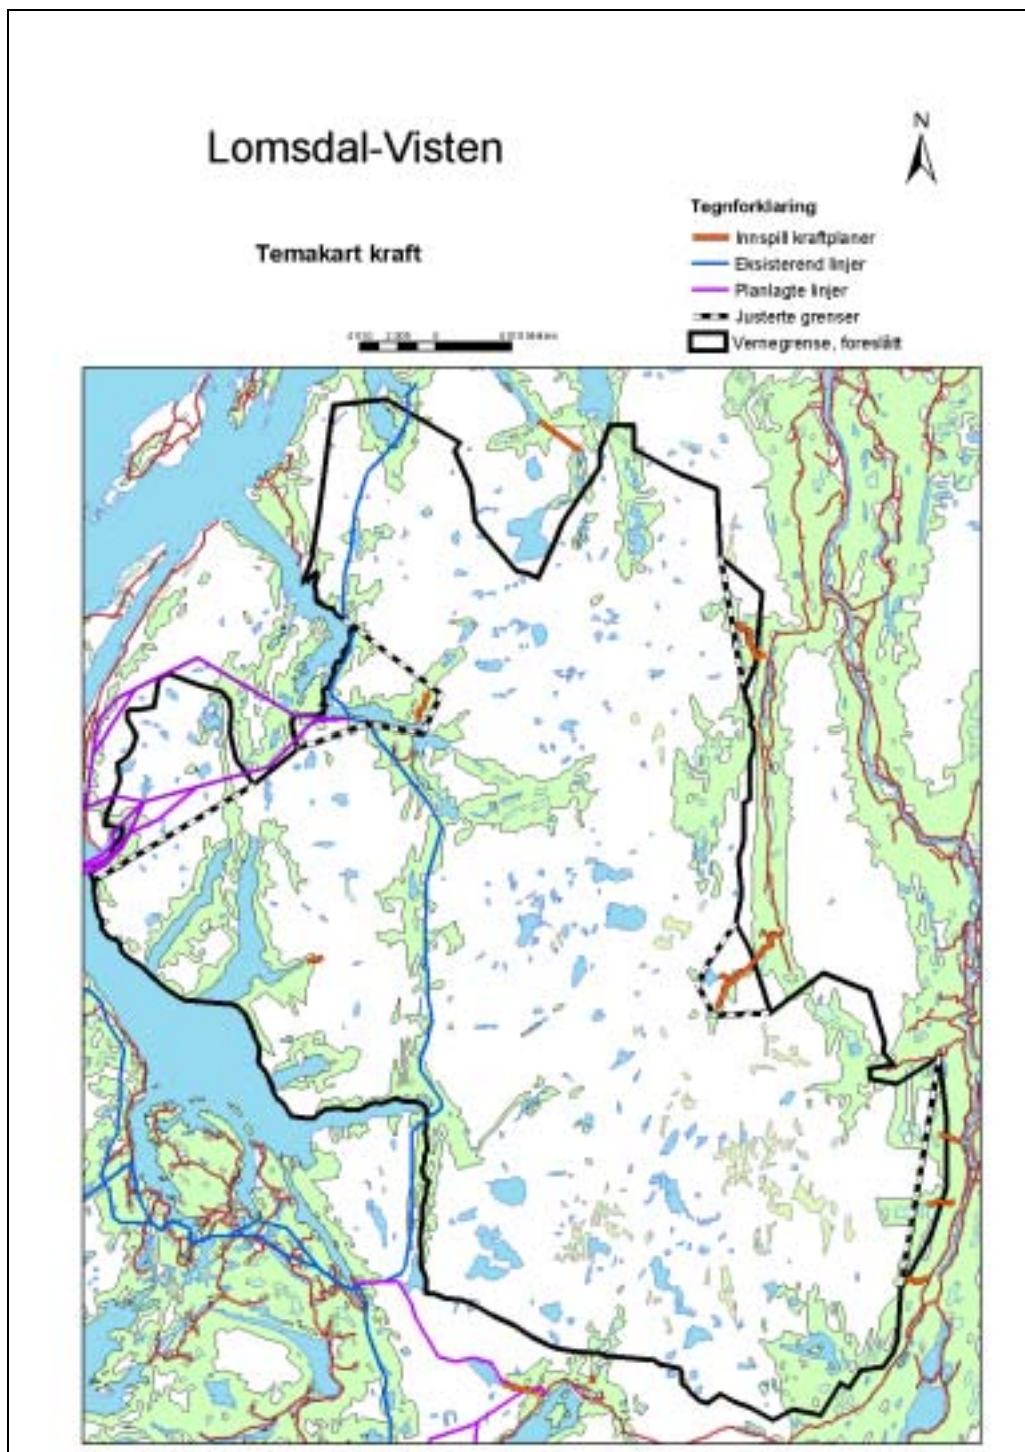 Lomsdal-Visten
N
Tegnforklaring
Innspill kraftplaner
Temakart kraft
Eksisterend linjer
Planlagte linjer
Justerte grenser
Vernegrense, foreslått